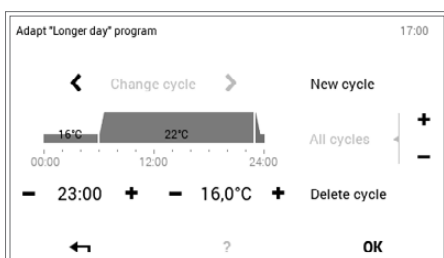 Adapt "Longer day" program 17:00
Change cycle New cycle
16°C 22°C
All cycles
00:00 12:00 24:00
– 23:00 + – 16,0°C + Delete cycle
? OK